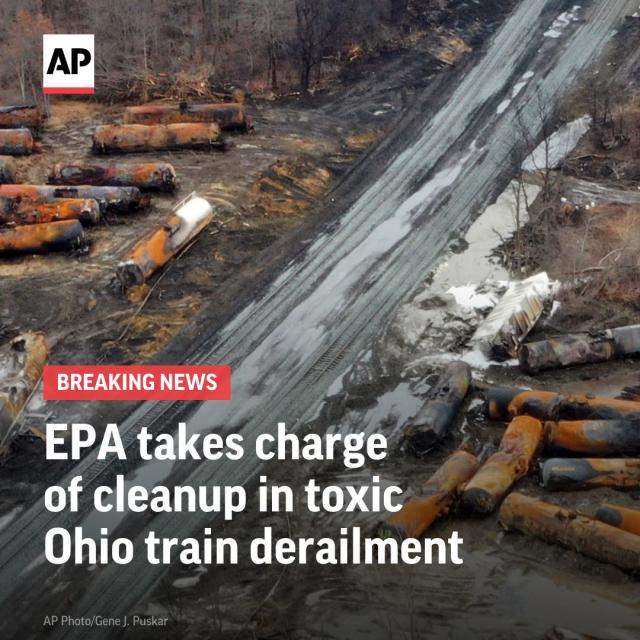 AP
BREAKING NEWS
EPA takes charge
of cleanup in toxic
Ohio train derailment
AP Photo/Gene J. Puskar